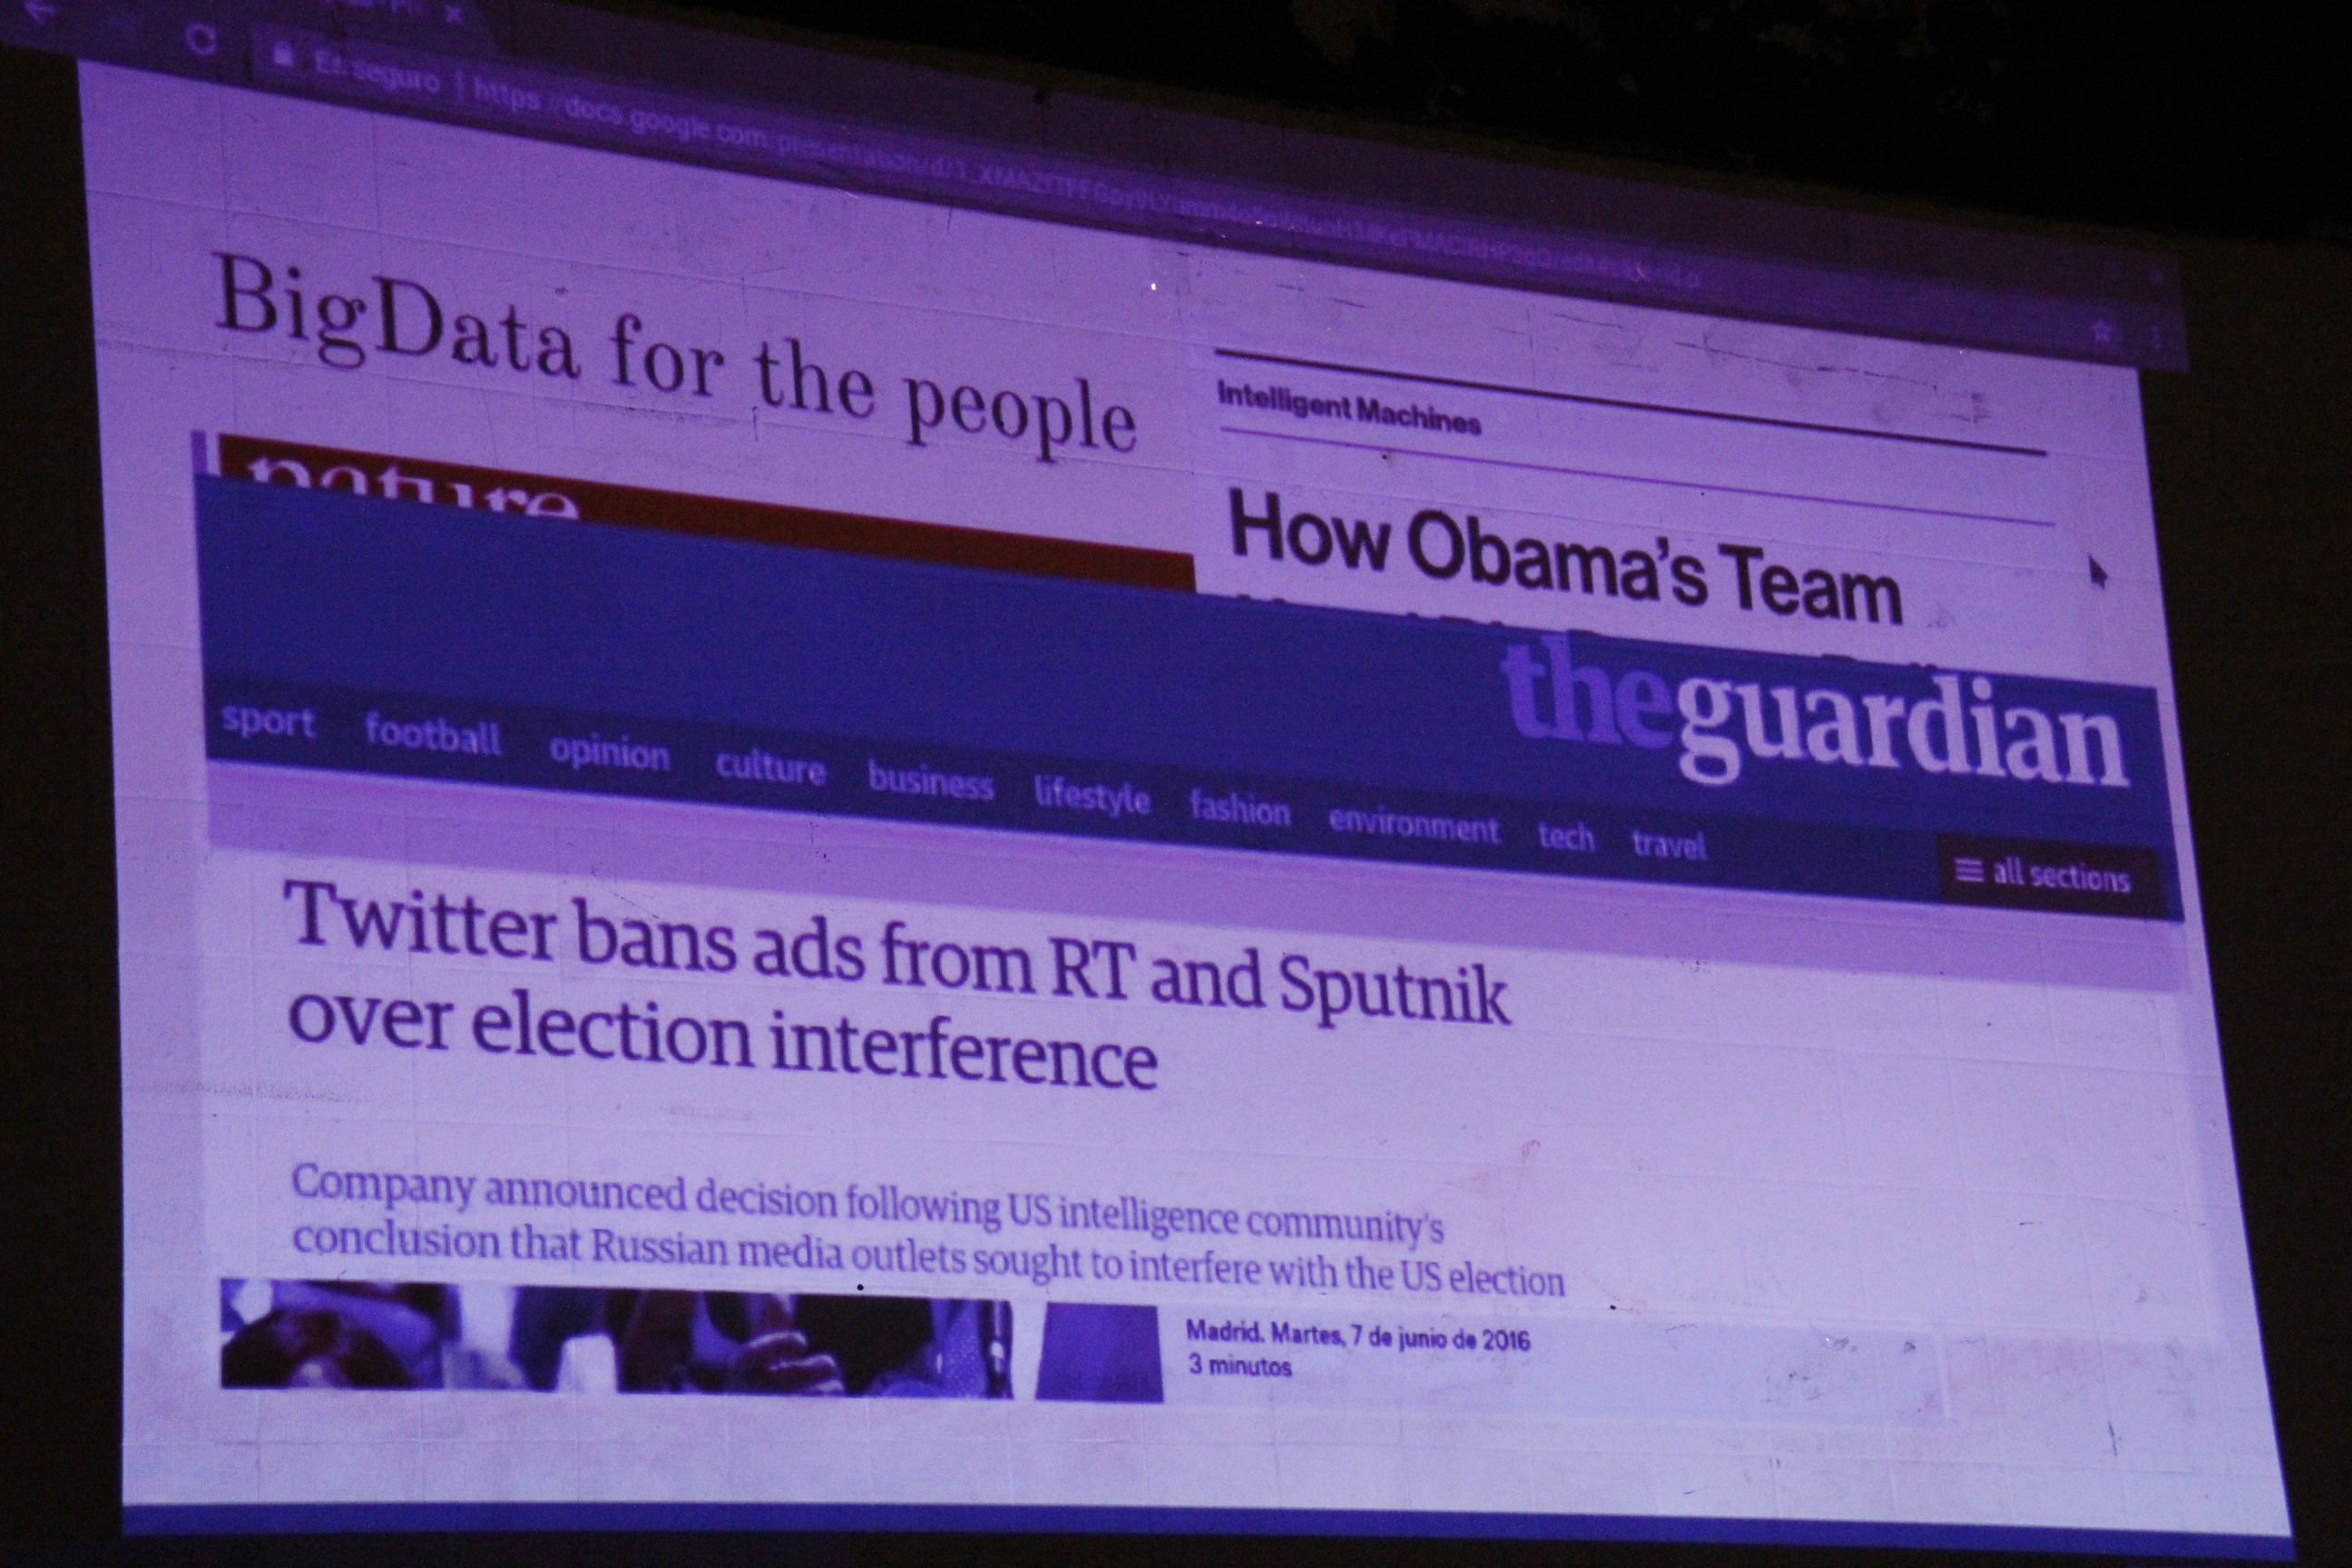 Es seguro | https://docs.google.com/presentation/d/
BigData for the people
Intelligent Machines
nature
How Obama's Team
theguardian
sport football opinion culture business lifestyle fashion environment tech travel
≡ all sections
Twitter bans ads from RT and Sputnik
over election interference
Company announced decision following US intelligence community's
conclusion that Russian media outlets sought to interfere with the US election
Madrid. Martes, 7 de junio de 2016
3 minutos